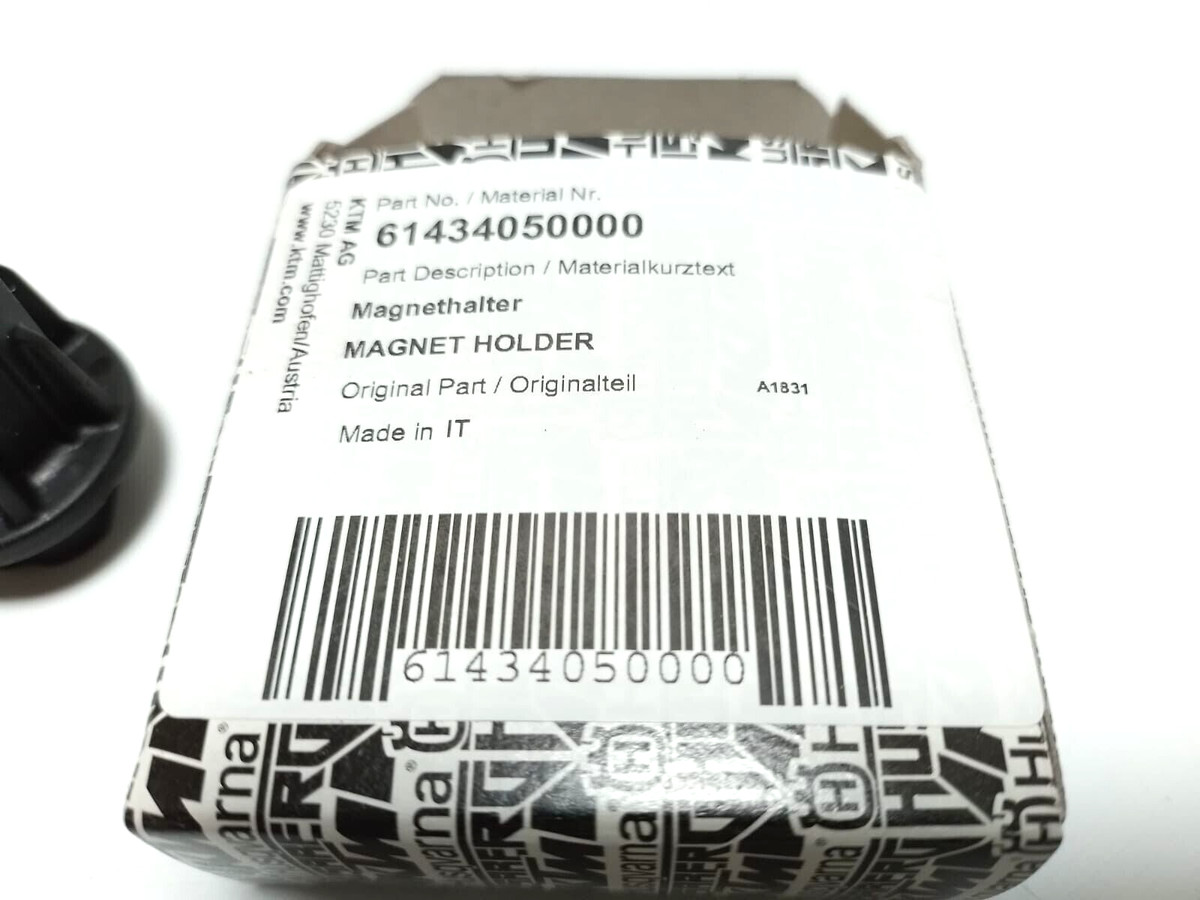 Part No. / Material Nr.
61434050000
Part Description / Materialkurztext
Magnethalter
MAGNET HOLDER
Original Part / Originalteil
A1831
Made in IT
KTM AG
5230 Mattighofen/Austria
www.ktm.com
61434050000